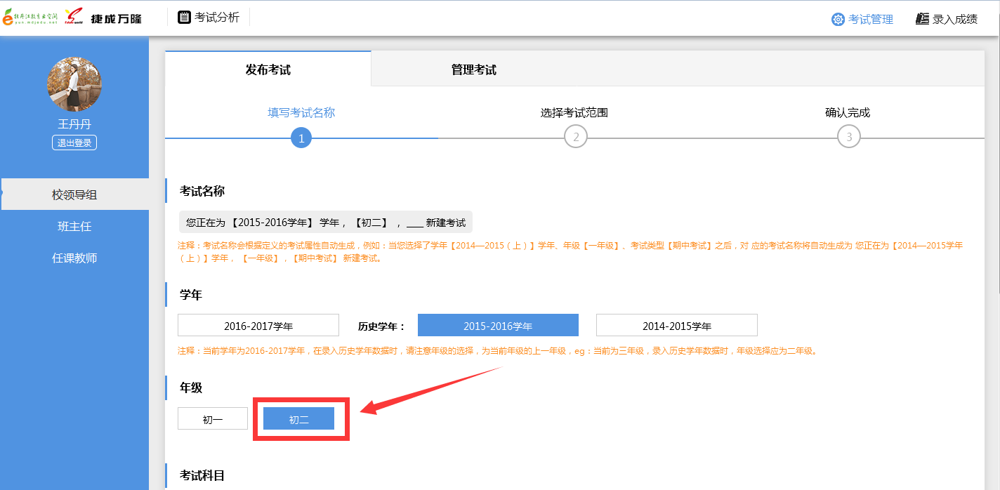 牡丹江教育云空间
yun.mdjedu.net
捷成万隆
考试分析
考试管理
录入成绩
王丹丹
退出登录
校领导组
班主任
任课教师
发布考试
管理考试
填写考试名称
选择考试范围
确认完成
1
2
3
考试名称
您正在为 【2015-2016学年】 学年， 【初二】 ， ____ 新建考试
注释：考试名称会根据定义的考试属性自动生成，例如：当您选择了学年【2014—2015（上）】学年、年级【一年级】、考试类型【期中考试】之后，对 应的考试名称将自动生成为 您正在为【2014—2015学年
（上）】学年， 【一年级】，【期中考试】 新建考试。
学年
2016-2017学年
历史学年：
2015-2016学年
2014-2015学年
注释：当前学年为2016-2017学年，在录入历史学年数据时，请注意年级的选择，为当前年级的上一年级，eg：当前为三年级，录入历史学年数据时，年级选择应为二年级。
年级
初一
初二
考试科目